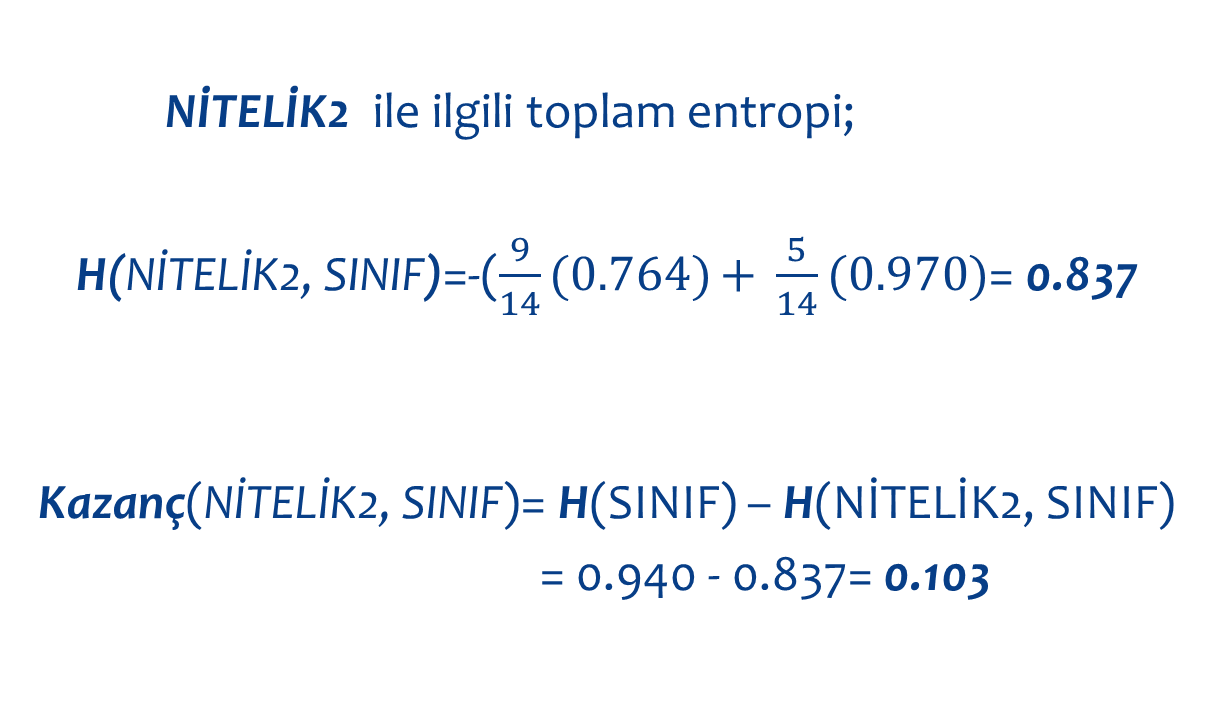 NİTELİK2 ile ilgili toplam entropi;
H(NİTELİK2, SINIF)=-(9/14 (0.764) + 5/14 (0.970)= 0.837
Kazanç(NİTELİK2, SINIF)= H(SINIF) – H(NİTELİK2, SINIF)
= 0.940 - 0.837= 0.103